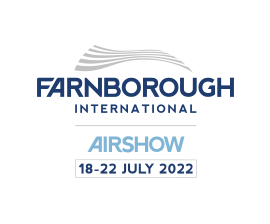 FARNBOROUGH
INTERNATIONAL
AIRSHOW
18-22 JULY 2022